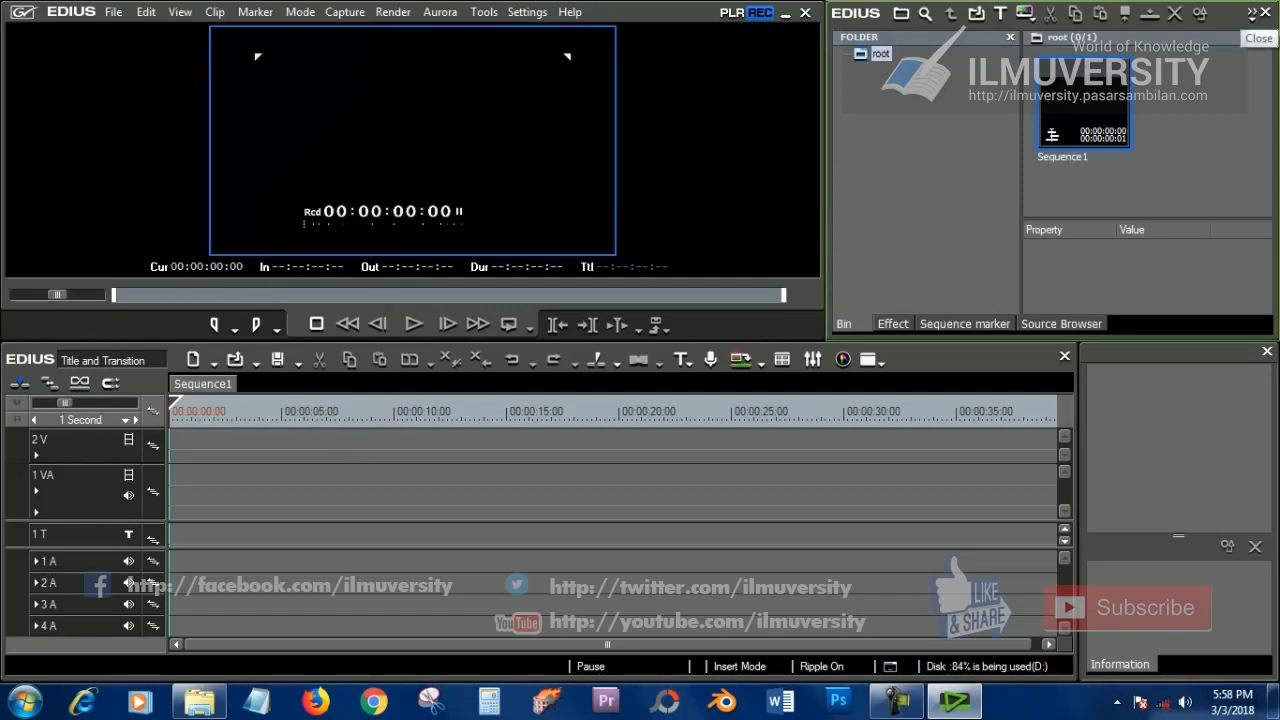 EDIUS File Edit View Clip Marker Mode Capture Render Aurora Tools Settings Help PLR REC
EDIUS
Close
FOLDER
root (0/1)
root
World of Knowledge
ILMUVERSITY
http://ilmuversity.pasarsambilan.com
00:00:00:00
00:00:00:01
Sequence1
Rcd 00:00:00:00
Property Value
Cur 00:00:00:00 In --:--:--:-- Out --:--:--:-- Dur --:--:--:-- Ttl --:--:--:--
Bin Effect Sequence marker Source Browser
EDIUS Title and Transition
Sequence1
1 Second
00:00:00:00 00:00:05:00 00:00:10:00 00:00:15:00 00:00:20:00 00:00:25:00 00:00:30:00 00:00:35:00
2 V
1 VA
1 T T
1 A
2 A
3 A
4 A
http://facebook.com/ilmuversity
http://twitter.com/ilmuversity
YouTube http://youtube.com/ilmuversity
LIKE
& SHARE
Subscribe
Pause Insert Mode Ripple On Disk :84% is being used(D:)
Information
Pr
W
Ps
5:58 PM
3/3/2018